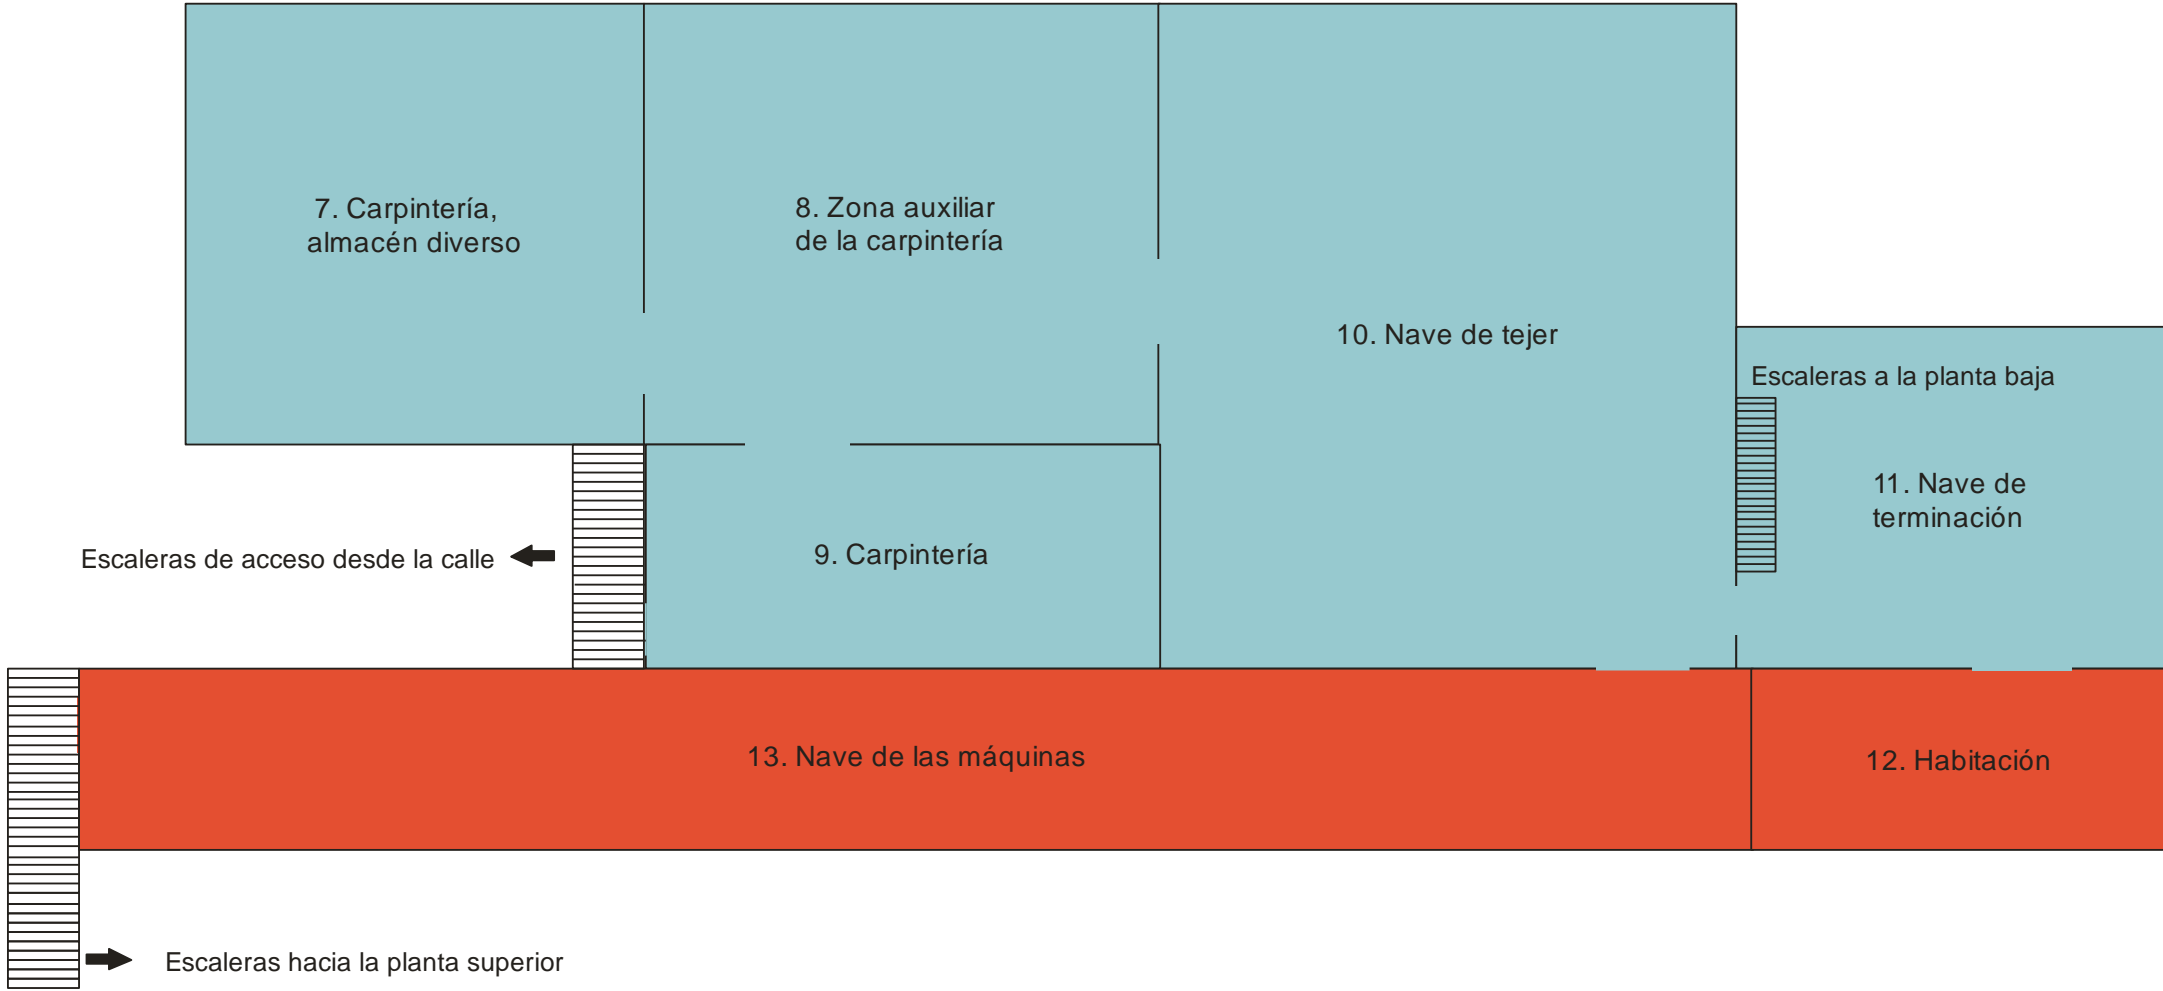 7. Carpintería,
almacén diverso
8. Zona auxiliar
de la carpintería
10. Nave de tejer
Escaleras a la planta baja
11. Nave de
terminación
Escaleras de acceso desde la calle
9. Carpintería
13. Nave de las máquinas
12. Habitación
Escaleras hacia la planta superior